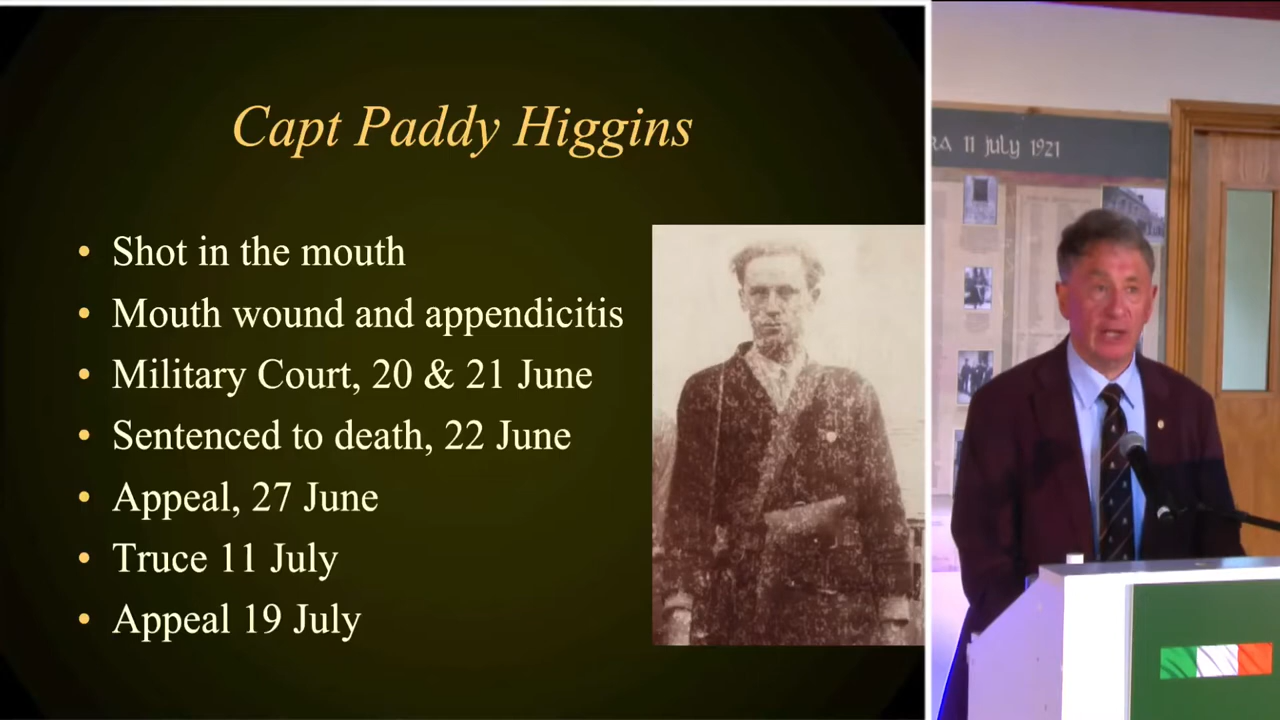 Capt Paddy Higgins
• Shot in the mouth
• Mouth wound and appendicitis
• Military Court, 20 & 21 June
• Sentenced to death, 22 June
• Appeal, 27 June
• Truce 11 July
• Appeal 19 July
RA 11 july 1921